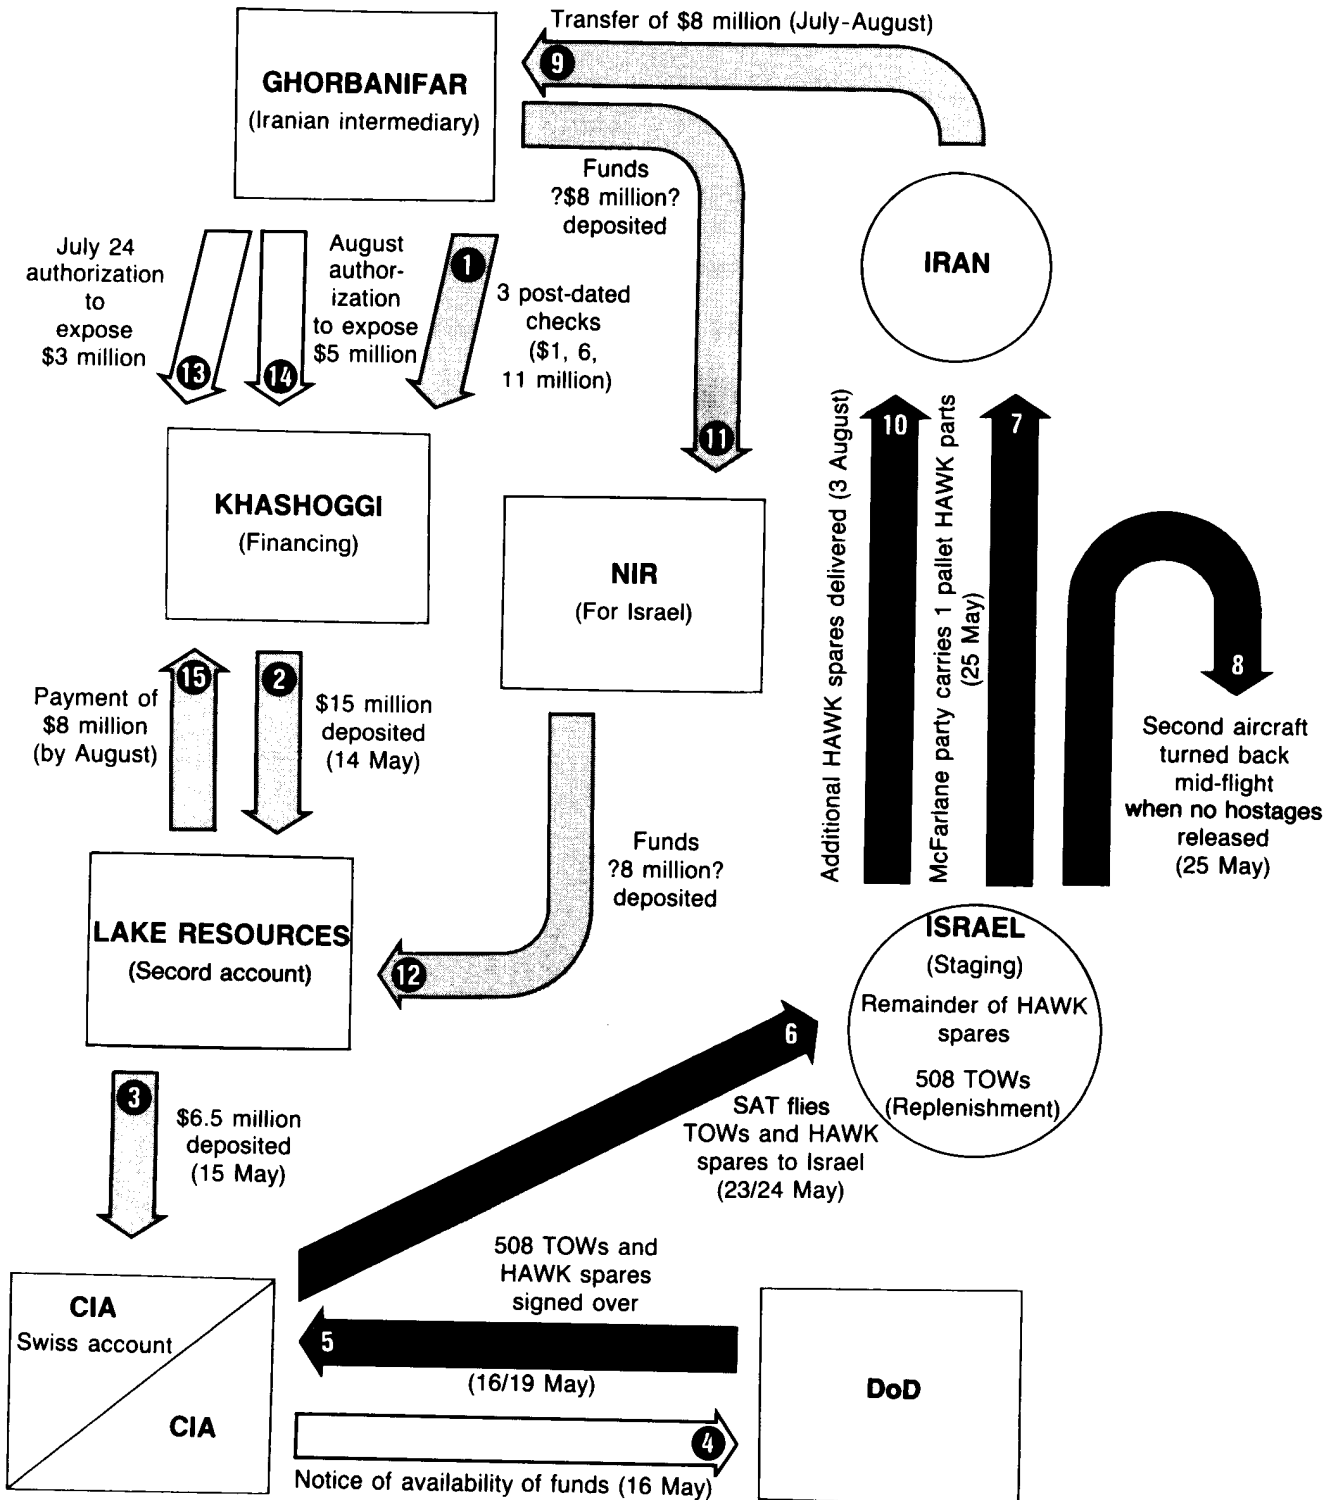 Transfer of $8 million (July-August)
9
GHORBANIFAR
(Iranian intermediary)
Funds
?$8 million?
deposited
July 24
authorization
to
expose
$3 million
13
14
August
author-
ization
to expose
$5 million
1
3 post-dated
checks
($1, 6,
11 million)
11
IRAN
KHASHOGGI
(Financing)
NIR
(For Israel)
Additional HAWK spares delivered (3 August)
10
McFarlane party carries 1 pallet HAWK parts
(25 May)
7
8
Second aircraft
turned back
mid-flight
when no hostages
released
(25 May)
Payment of
$8 million
(by August)
15
2
$15 million
deposited
(14 May)
Funds
?8 million?
deposited
LAKE RESOURCES
(Secord account)
12
ISRAEL
(Staging)
Remainder of HAWK
spares
508 TOWs
(Replenishment)
6
SAT flies
TOWs and HAWK
spares to Israel
(23/24 May)
3
$6.5 million
deposited
(15 May)
508 TOWs and
HAWK spares
signed over
5
(16/19 May)
CIA
Swiss account
CIA
DoD
4
Notice of availability of funds (16 May)